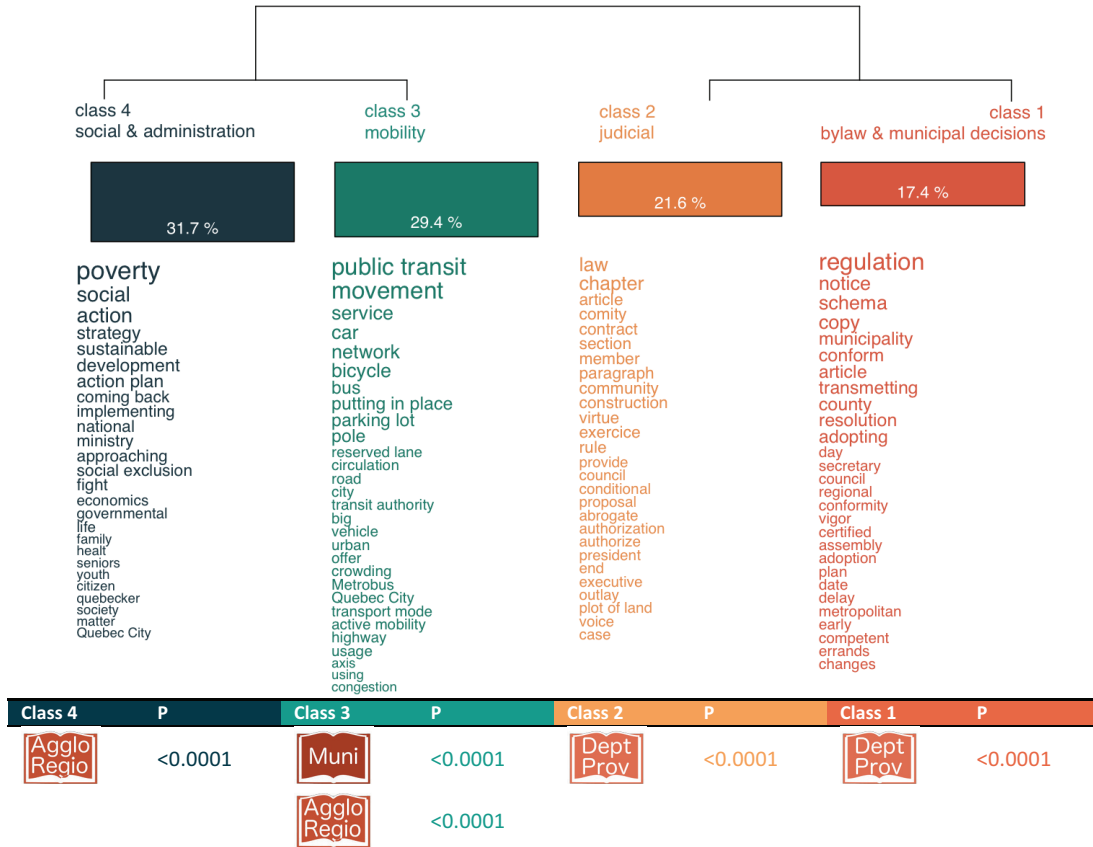 class 4
social & administration
31.7 %
poverty
social
action
strategy
sustainable
development
action plan
coming back
implementing
national
ministry
approaching
social exclusion
fight
economics
governmental
life
family
healt
seniors
youth
citizen
quebecker
society
matter
Quebec City
class 3
mobility
29.4 %
public transit
movement
service
car
network
bicycle
bus
putting in place
parking lot
pole
reserved lane
circulation
road
city
transit authority
big
vehicle
urban
offer
crowding
Metrobus
Quebec City
transport mode
active mobility
highway
usage
axis
using
congestion
class 2
judicial
21.6 %
law
chapter
article
comity
contract
section
member
paragraph
community
construction
virtue
exercice
rule
provide
council
conditional
proposal
abrogate
authorization
authorize
president
end
executive
outlay
plot of land
voice
case
class 1
bylaw & municipal decisions
17.4 %
regulation
notice
schema
copy
municipality
conform
article
transmetting
county
resolution
adopting
day
secretary
council
regional
conformity
vigor
certified
assembly
adoption
plan
date
delay
metropolitan
early
competent
errands
changes
Class 4 P Class 3 P Class 2 P Class 1 P
Agglo
Regio
<0.0001
Muni
<0.0001
Dept
Prov
<0.0001
Dept
Prov
<0.0001
Agglo
Regio
<0.0001